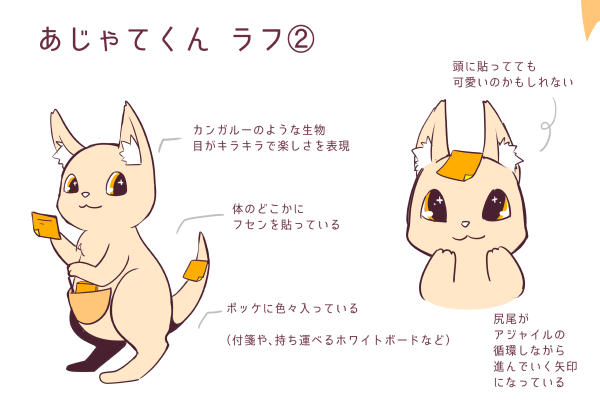 あじゃてくん ラフ②
頭に貼ってても
可愛いのかもしれない
カンガルーのような生物
目がキラキラで楽しさを表現
体のどこかに
フセンを貼っている
ポッケに色々入っている
（付箋や、持ち運べるホワイトボードなど）
尻尾が
アジャイルの
循環しながら
進んでいく矢印
になっている